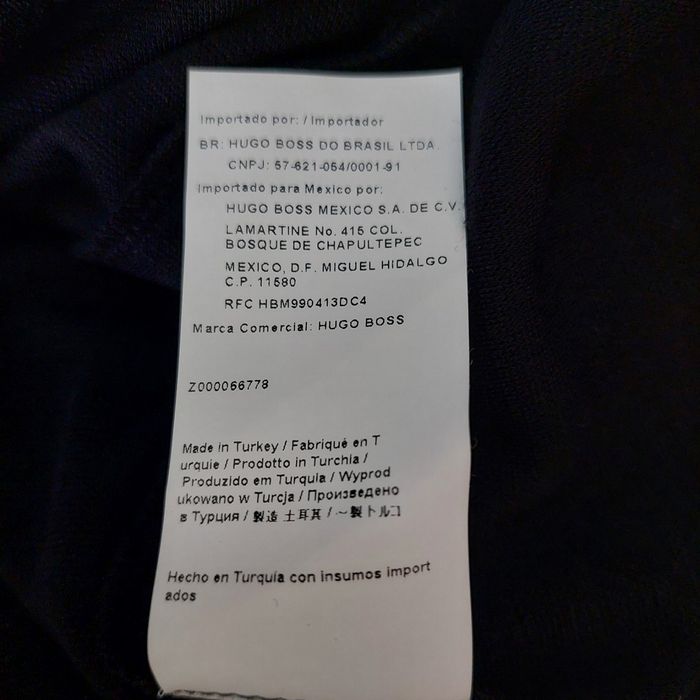 Importado por: / Importador
BR: HUGO BOSS DO BRASIL LTDA.
CNPJ: 57-621-054/0001-91
Importado para Mexico por:
HUGO BOSS MEXICO S.A. DE C.V.
LAMARTINE No. 415 COL.
BOSQUE DE CHAPULTEPEC
MEXICO, D.F. MIGUEL HIDALGO
C.P. 11580
RFC HBM990413DC4
Marca Comercial: HUGO BOSS
Z000066778
Made in Turkey / Fabriqué en T
urquie / Prodotto in Turchia /
Produzido em Turquia / Wyprod
ukowano w Turcja / Произведено
в Турция / 製造 土耳其 / ー製トルコ
Hecho en Turquía con insumos import
ados